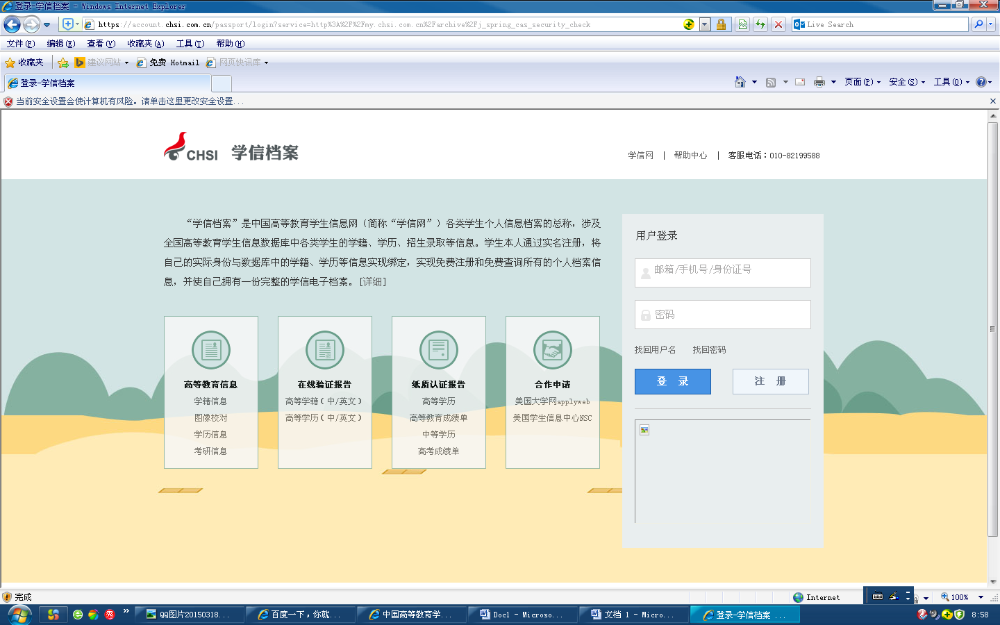 登录-学信档案 - Windows Internet Explorer
https://account.chsi.com.cn/passport/login?service=http%3A%2F%2Fmy.chsi.com.cn%2Farchive%2Fj_spring_cas_security_check
Live Search
文件(F) 编辑(E) 查看(V) 收藏夹(A) 工具(T) 帮助(H)
收藏夹 建议网站 免费 Hotmail 网页快讯库
登录-学信档案
页面(P) 安全(S) 工具(O)
当前安全设置会使计算机有风险。请单击这里更改安全设置...
CHSI 学信档案
学信网 | 帮助中心 | 客服电话：010-82199588
“学信档案”是中国高等教育学生信息网（简称“学信网”）各类学生个人信息档案的总称，涉及
全国高等教育学生信息数据库中各类学生的学籍、学历、招生录取等信息。学生本人通过实名注册，将
自己的实际身份与数据库中的学籍、学历等信息实现绑定，实现免费注册和免费查询所有的个人档案信
息，并使自己拥有一份完整的学信电子档案。[详细]
高等教育信息
学籍信息
图像校对
学历信息
考研信息
在线验证报告
高等学籍（中/英文）
高等学历（中/英文）
纸质认证报告
高等学历
高等教育成绩单
中等学历
高考成绩单
合作申请
美国大学网applyweb
美国学生信息中心NSC
用户登录
邮箱/手机号/身份证号
密码
找回用户名 找回密码
登 录 注 册
完成
Internet
100%
QQ图片20150318...
百度一下，你就...
中国高等教育学...
Doc1 - Microso...
文档 1 - Micro...
登录-学信档案 ...
8:58